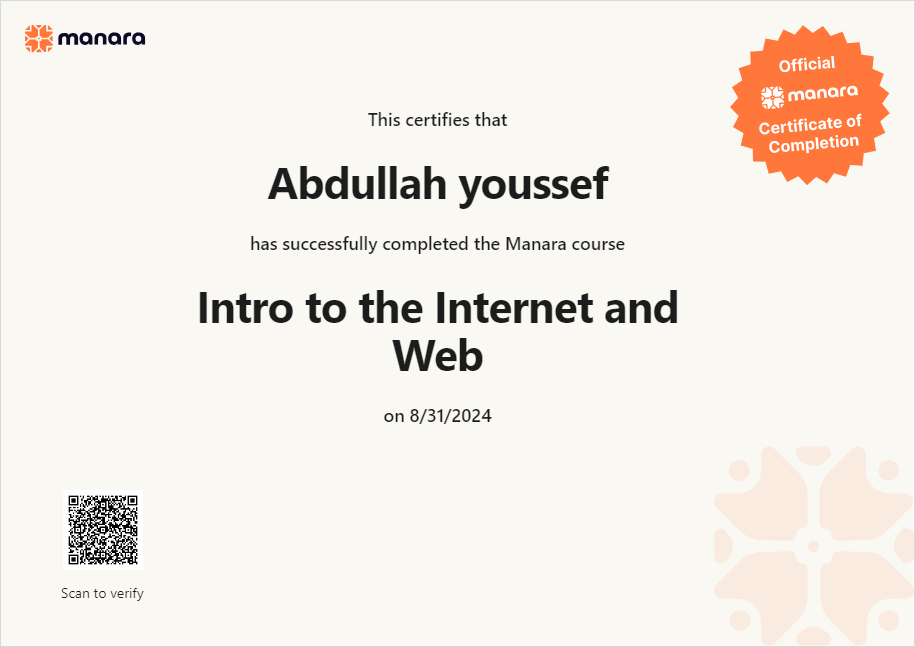 manara
Official
manara
Certificate of
Completion
This certifies that
Abdullah youssef
has successfully completed the Manara course
Intro to the Internet and
Web
on 8/31/2024
Scan to verify